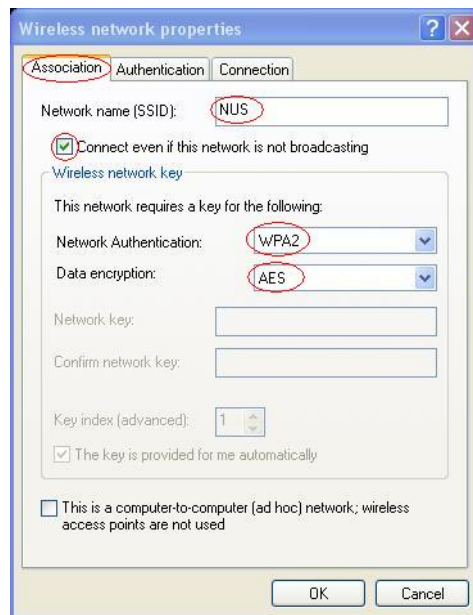 Wireless network properties
Association Authentication Connection
Network name (SSID): NUS
Connect even if this network is not broadcasting
Wireless network key
This network requires a key for the following:
Network Authentication: WPA2
Data encryption: AES
Network key:
Confirm network key:
Key index (advanced): 1
The key is provided for me automatically
This is a computer-to-computer (ad hoc) network; wireless
access points are not used
OK Cancel